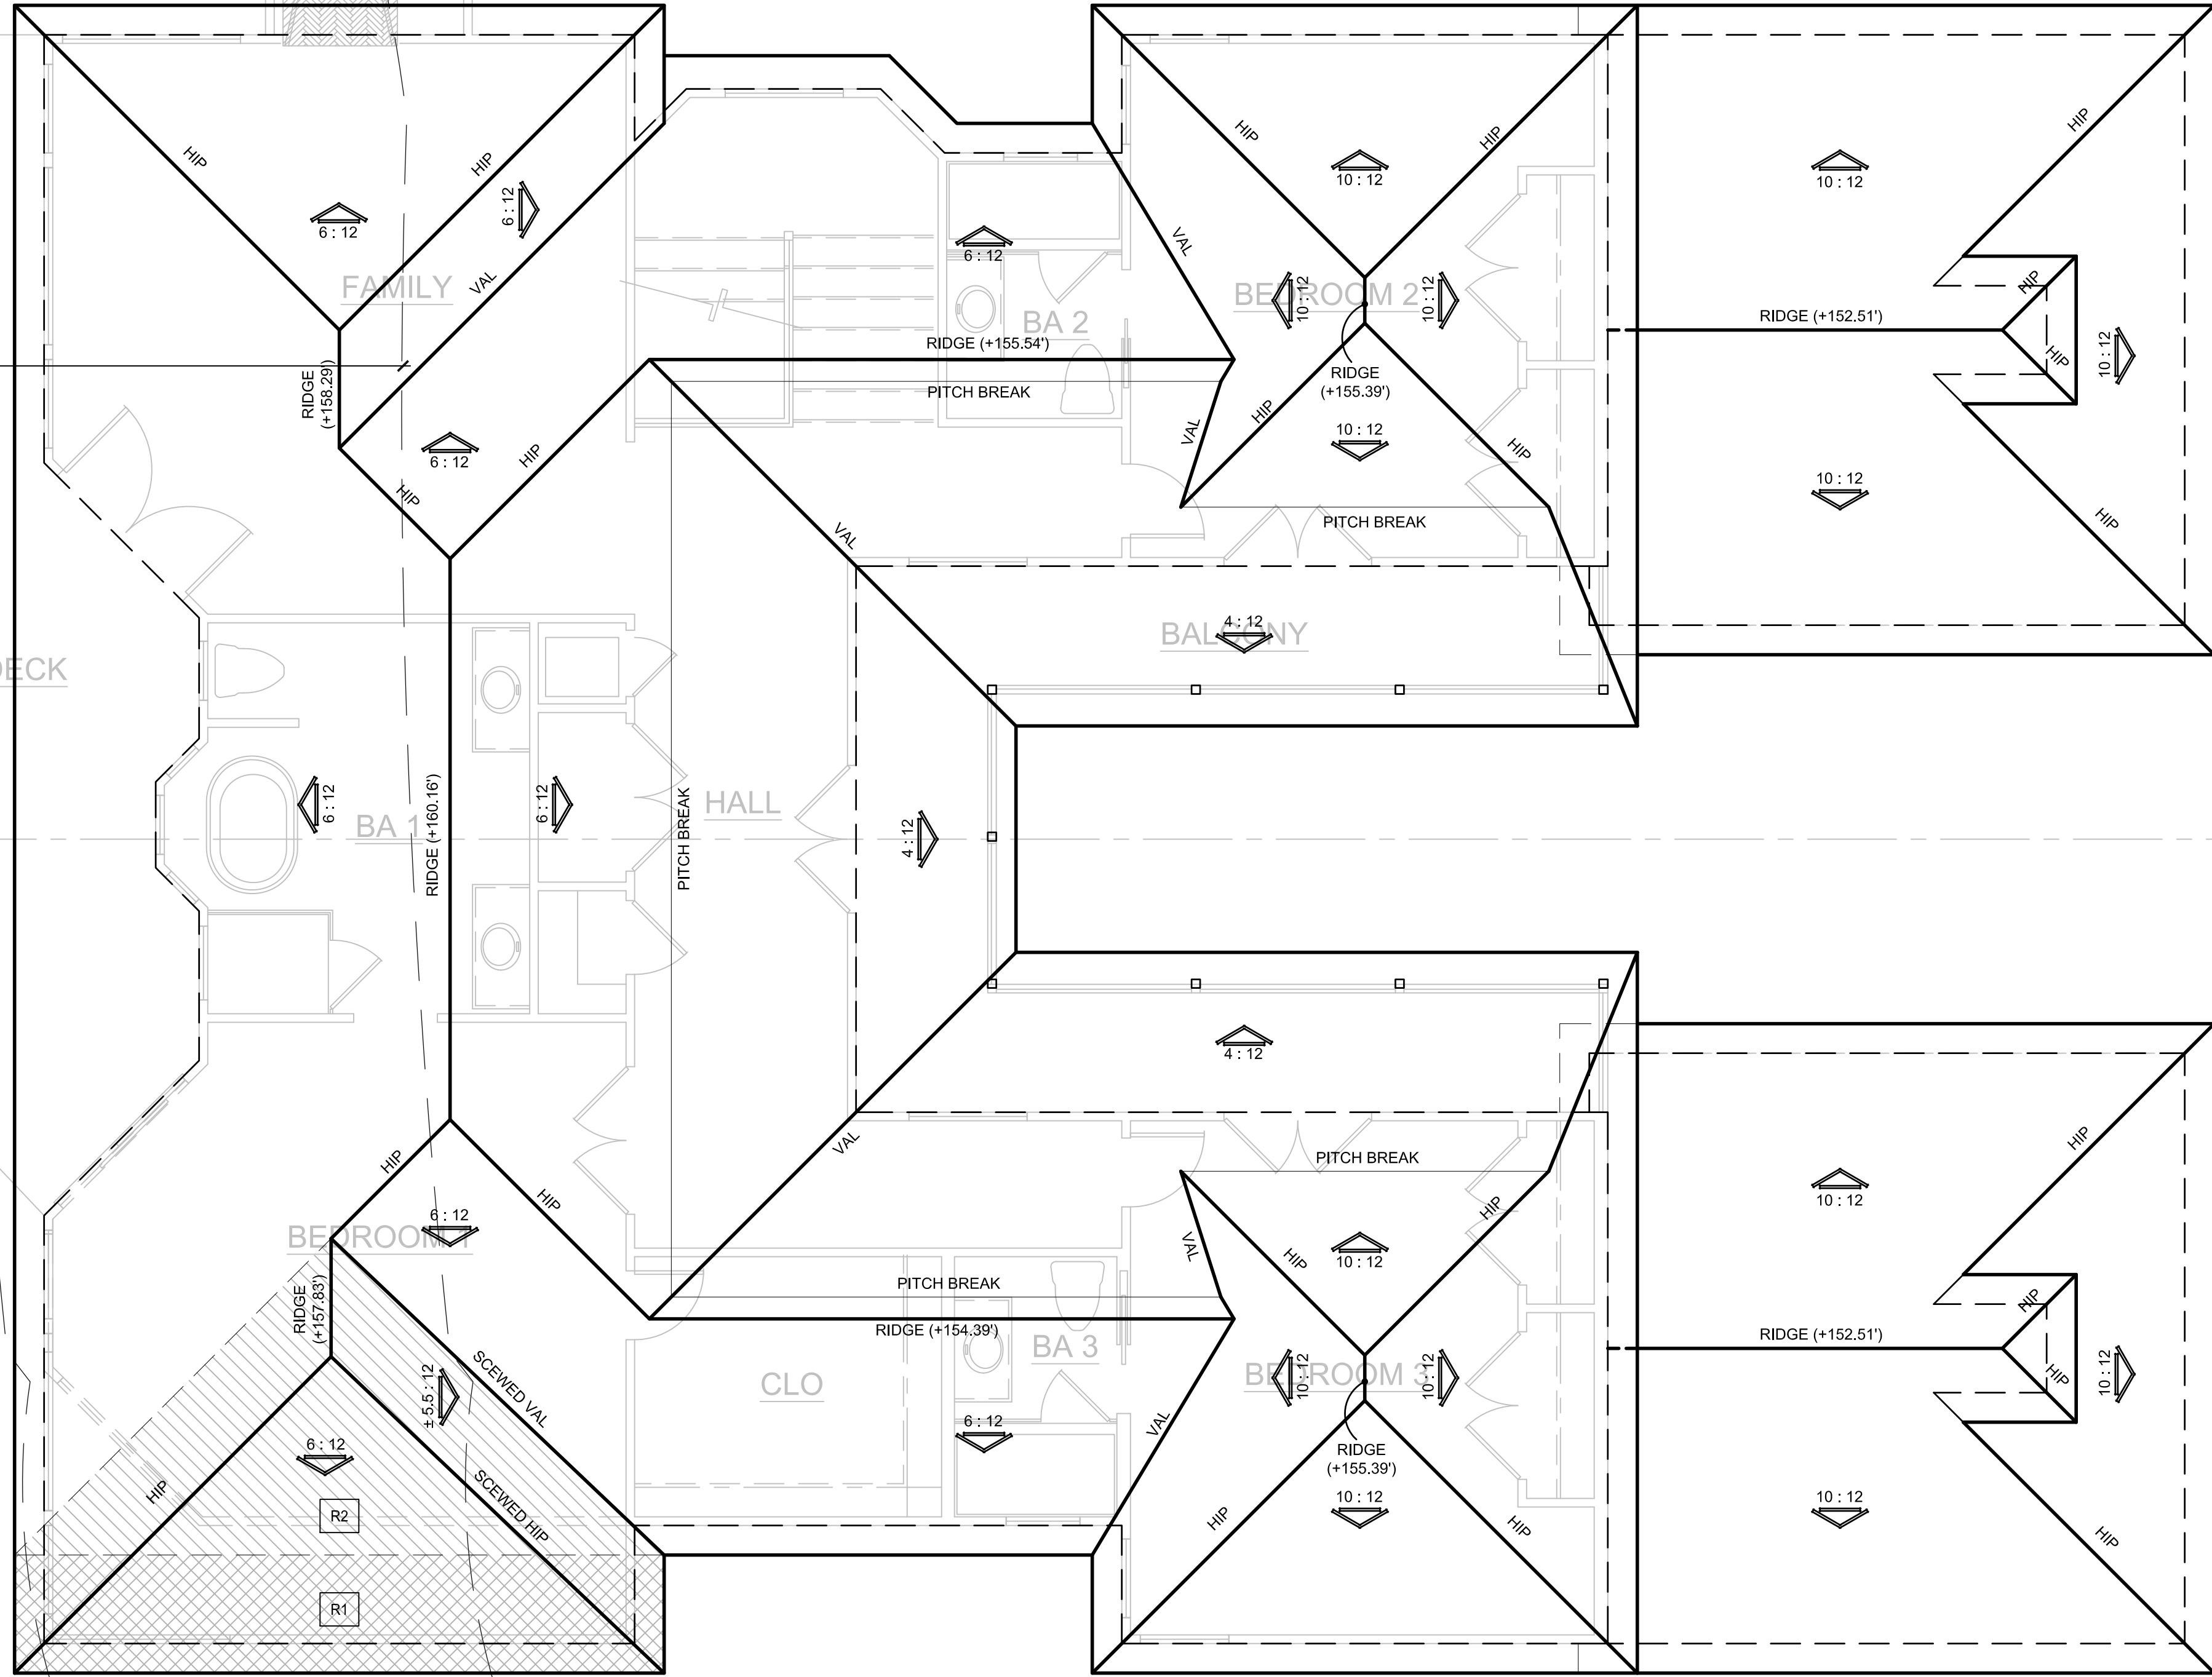 HIP
HIP
6 : 12
6 : 12
FAMILY
VAL
RIDGE
(+158.29')
6 : 12
HIP
HIP
6 : 12
BA 2
VAL
RIDGE (+155.54')
PITCH BREAK
HIP
HIP
10 : 12
BEDROOM 2
10 : 12
10 : 12
RIDGE
(+155.39')
VAL
HIP
10 : 12
HIP
PITCH BREAK
10 : 12
HIP
RIDGE (+152.51')
HIP
HIP
10 : 12
10 : 12
HIP
VAL
4 : 12
BALCONY
DECK
6 : 12
BA 1
RIDGE (+160.16')
6 : 12
PITCH BREAK
HALL
4 : 12
4 : 12
VAL
HIP
HIP
BEDROOM 1
6 : 12
RIDGE
(+157.83')
± 5.5 : 12
SCEWED VAL
6 : 12
HIP
SCEWED HIP
R2
R1
PITCH BREAK
RIDGE (+154.39')
CLO
BA 3
6 : 12
VAL
VAL
PITCH BREAK
HIP
HIP
10 : 12
10 : 12
BEDROOM 3
10 : 12
RIDGE
(+155.39')
10 : 12
HIP
HIP
HIP
10 : 12
RIDGE (+152.51')
HIP
HIP
10 : 12
10 : 12
HIP